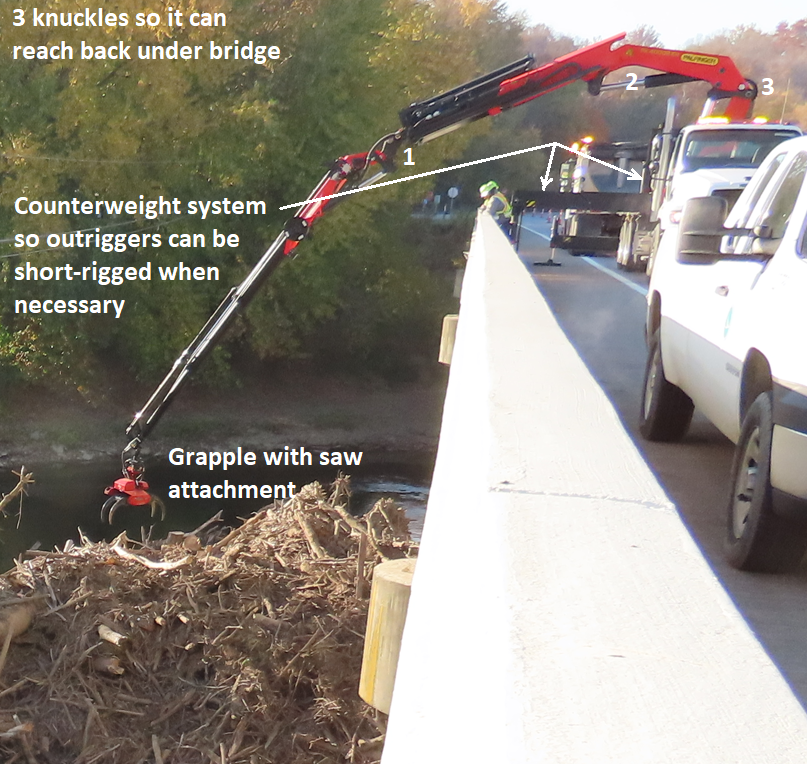 3 knuckles so it can
reach back under bridge
PALFINGER
2
3
1
Counterweight system
so outriggers can be
short-rigged when
necessary
Grapple with saw
attachment